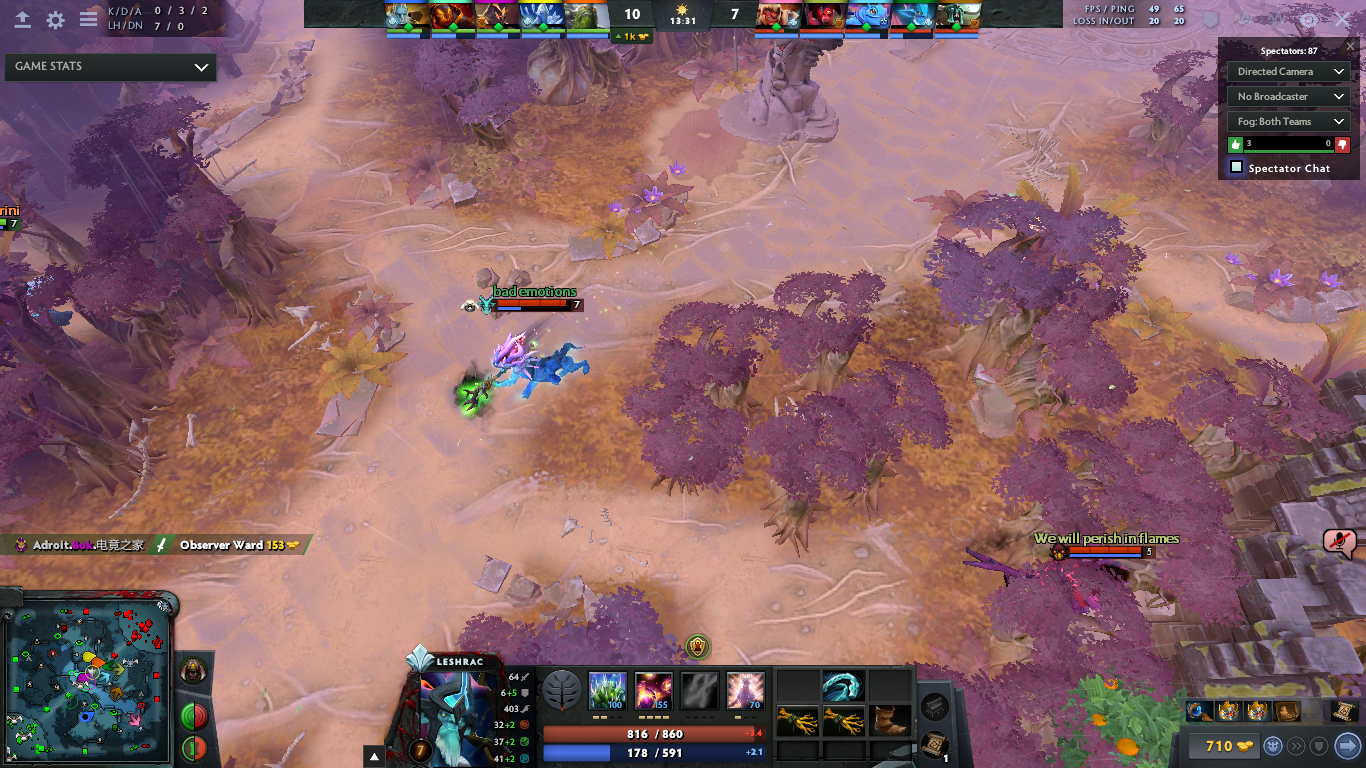 K/D/A 0 / 3 / 2
LH/DN 7 / 0
10
13:31
7
1k
FPS / PING 49 65
LOSS IN/OUT 20 20
GAME STATS
Spectators: 87
Directed Camera
No Broadcaster
Fog: Both Teams
3 0
Spectator Chat
rini
7
bad emotions
7
We will perish in flames
5
Adroit.Bok.电竞之家 Observer Ward 153
LESHRAC
64
6+5
403
32+2
37+2
41+2
7
100
155
70
816 / 860 +3.4
178 / 591 +2.1
1
710